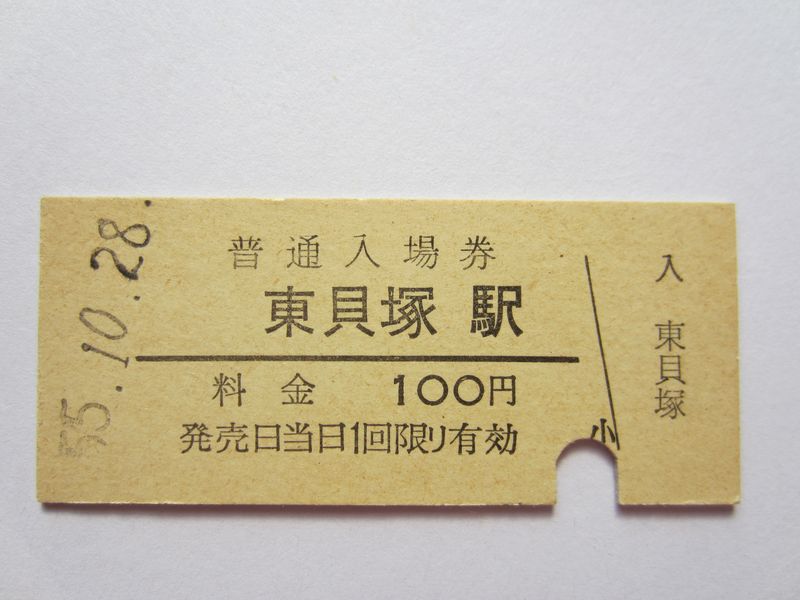 55.10.28.
普通入場券
東貝塚 駅
料金 100円
発売日当日1回限り有効
小
入 東貝塚